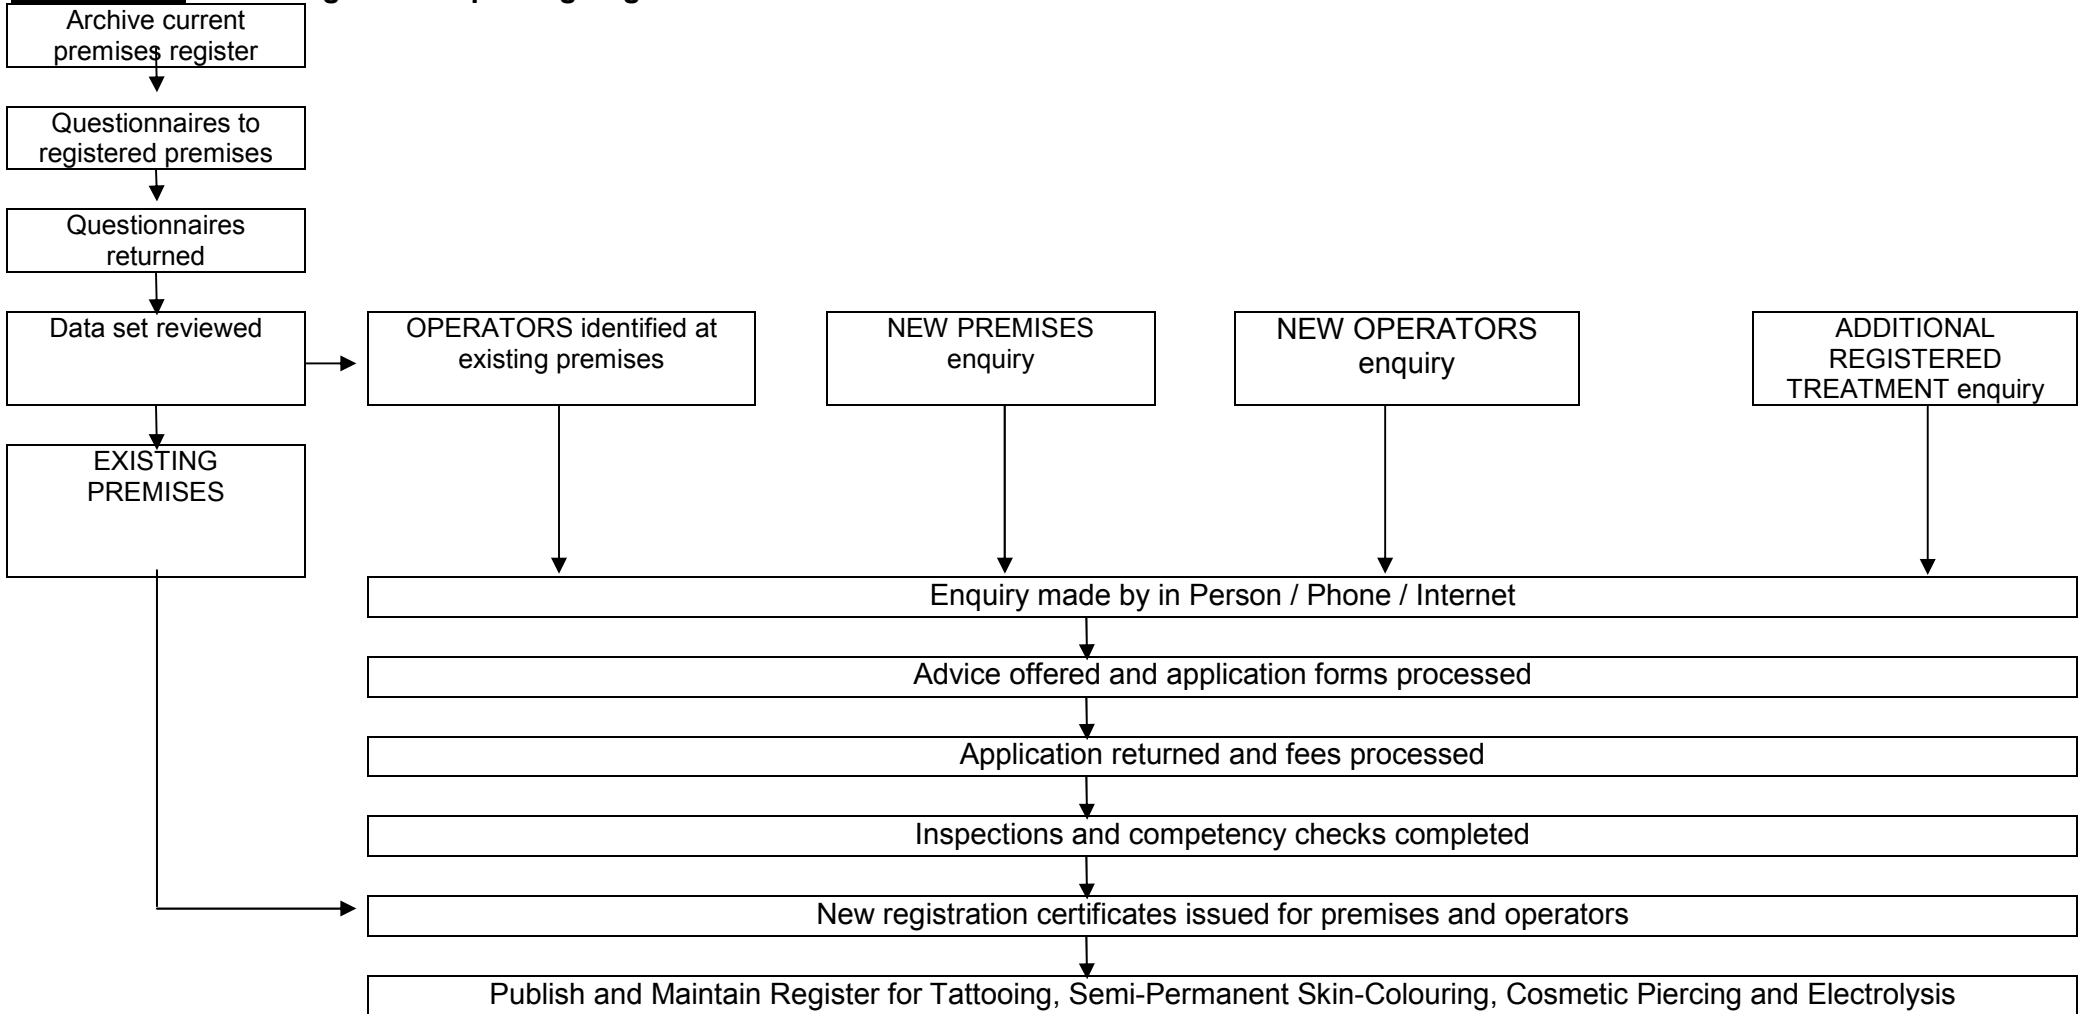 Archive current
premises register
Questionnaires to
registered premises
Questionnaires
returned
Data set reviewed
OPERATORS identified at
existing premises
NEW PREMISES
enquiry
NEW OPERATORS
enquiry
ADDITIONAL
REGISTERED
TREATMENT enquiry
EXISTING
PREMISES
Enquiry made by in Person / Phone / Internet
Advice offered and application forms processed
Application returned and fees processed
Inspections and competency checks completed
New registration certificates issued for premises and operators
Publish and Maintain Register for Tattooing, Semi-Permanent Skin-Colouring, Cosmetic Piercing and Electrolysis